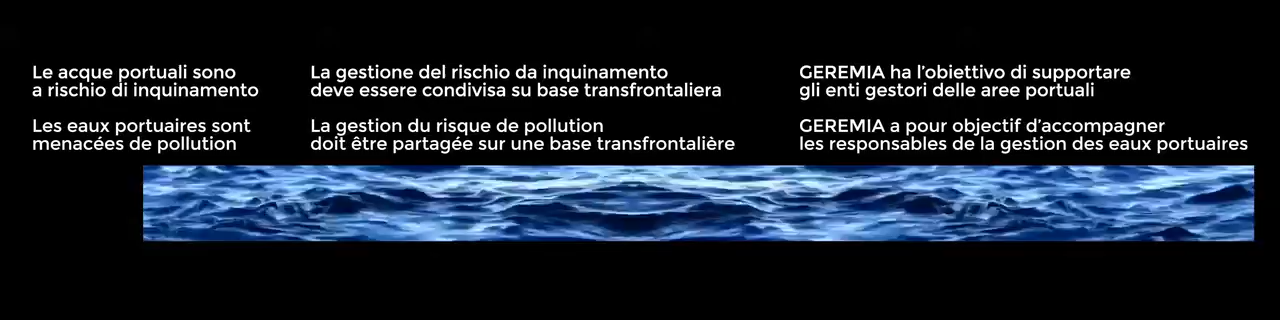 Le acque portuali sono
a rischio di inquinamento
Les eaux portuaires sont
menacées de pollution
La gestione del rischio da inquinamento
deve essere condivisa su base transfrontaliera
La gestion du risque de pollution
doit être partagée sur une base transfrontalière
GEREMIA ha l'obiettivo di supportare
gli enti gestori delle aree portuali
GEREMIA a pour objectif d'accompagner
les responsables de la gestion des eaux portuaires